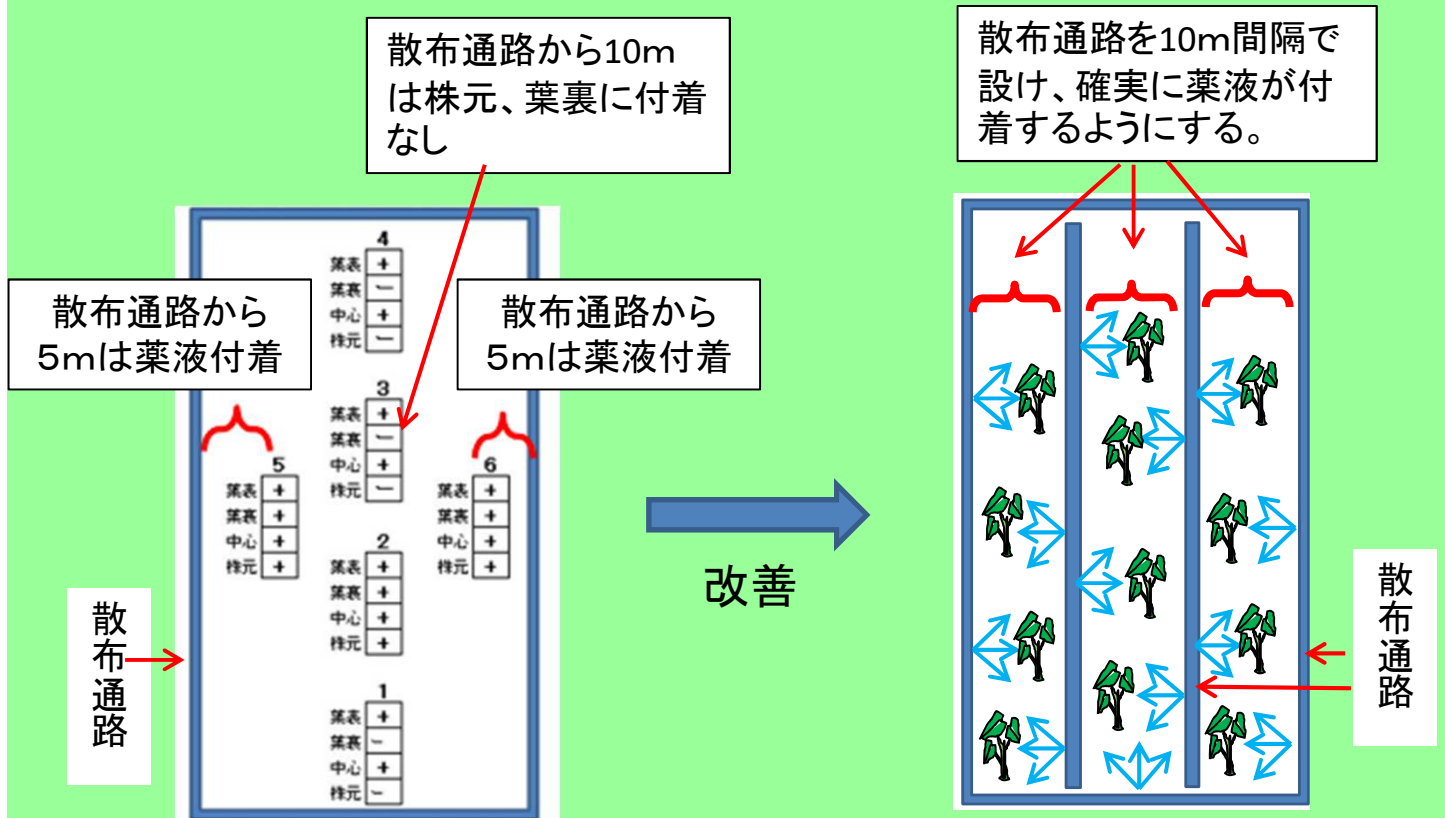 散布通路から10m
は株元、葉裏に付着
なし
散布通路を10m間隔で
設け、確実に薬液が付
着するようにする。
散布通路から
5mは薬液付着
散布通路から
5mは薬液付着
4
葉表 +
葉裏 −
中心 +
株元 −
3
葉表 +
葉裏 −
中心 +
株元 −
5
葉表 +
葉裏 +
中心 +
株元 +
6
葉表 +
葉裏 +
中心 +
株元 +
2
葉表 +
葉裏 +
中心 +
株元 +
1
葉表 +
葉裏 −
中心 +
株元 −
散布通路
改善
散布通路